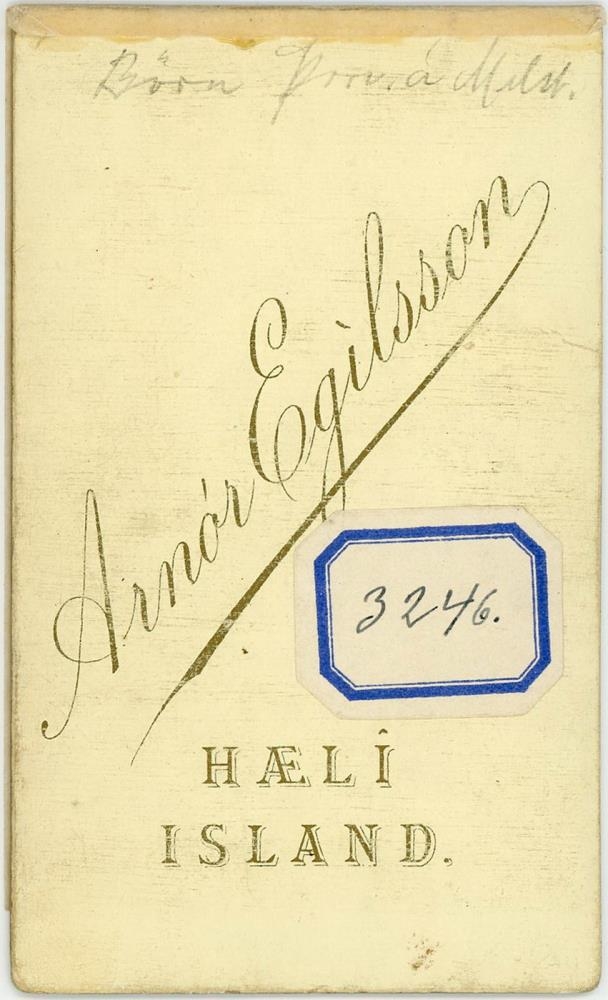 Börn á
Arnór Egilsson
3246.
HÆLÎ
ISLAND.